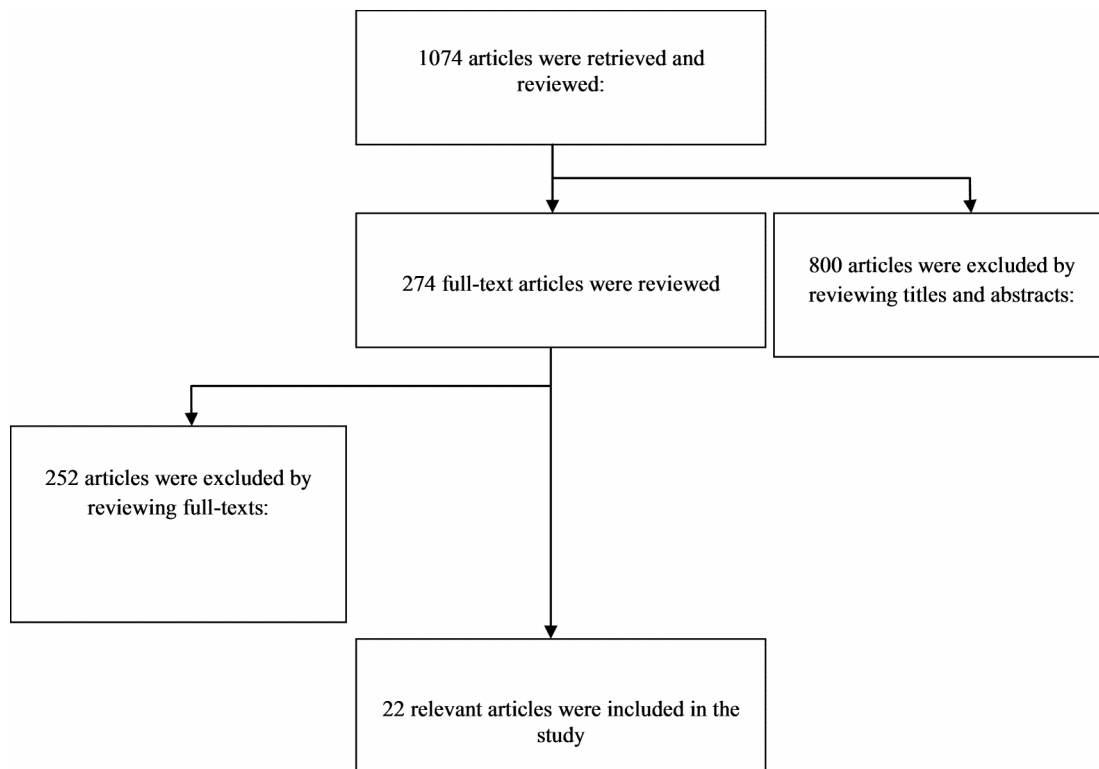 1074 articles were retrieved and
reviewed:
274 full-text articles were reviewed
800 articles were excluded by
reviewing titles and abstracts:
252 articles were excluded by
reviewing full-texts:
22 relevant articles were included in the
study